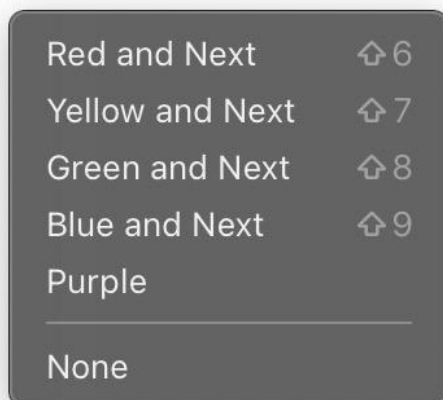 Red and Next ⇧6
Yellow and Next ⇧7
Green and Next ⇧8
Blue and Next ⇧9
Purple
None